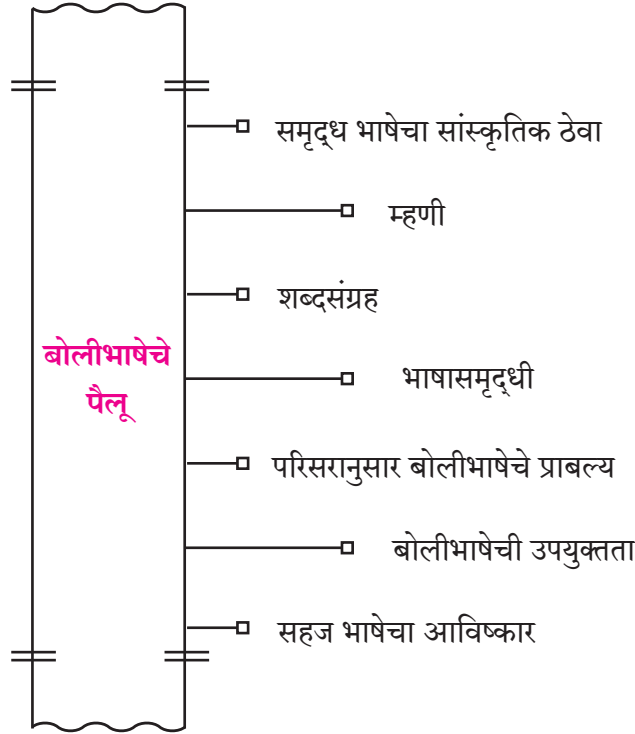 समृद्ध भाषेचा सांस्कृतिक ठेवा
म्हणी
शब्दसंग्रह
बोलीभाषेचे
पैलू
भाषासमृद्धी
परिसरानुसार बोलीभाषेचे प्राबल्य
बोलीभाषेची उपयुक्तता
सहज भाषेचा आविष्कार